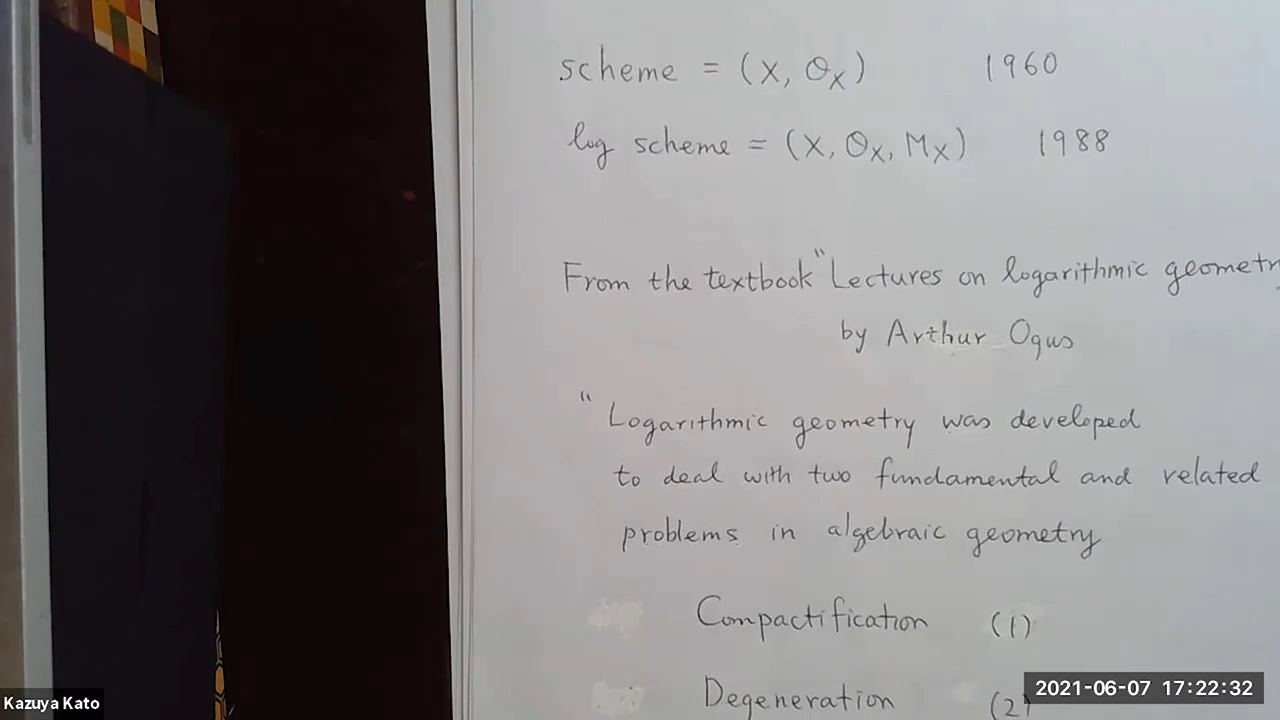 scheme = (X, O_X) 1960
log scheme = (X, O_X, M_X) 1988
From the textbook "Lectures on logarithmic geometr
by Arthur Ogus
"Logarithmic geometry was developed
to deal with two fundamental and related
problems in algebraic geometry
Compactification (1)
Degeneration (2)
Kazuya Kato
2021-06-07 17:22:32